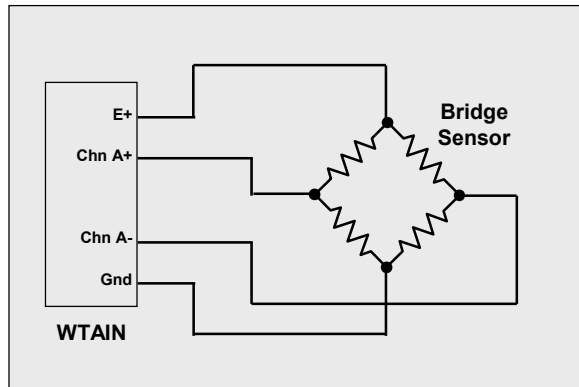 E+
Bridge
Sensor
Chn A+
Chn A-
Gnd
WTAIN